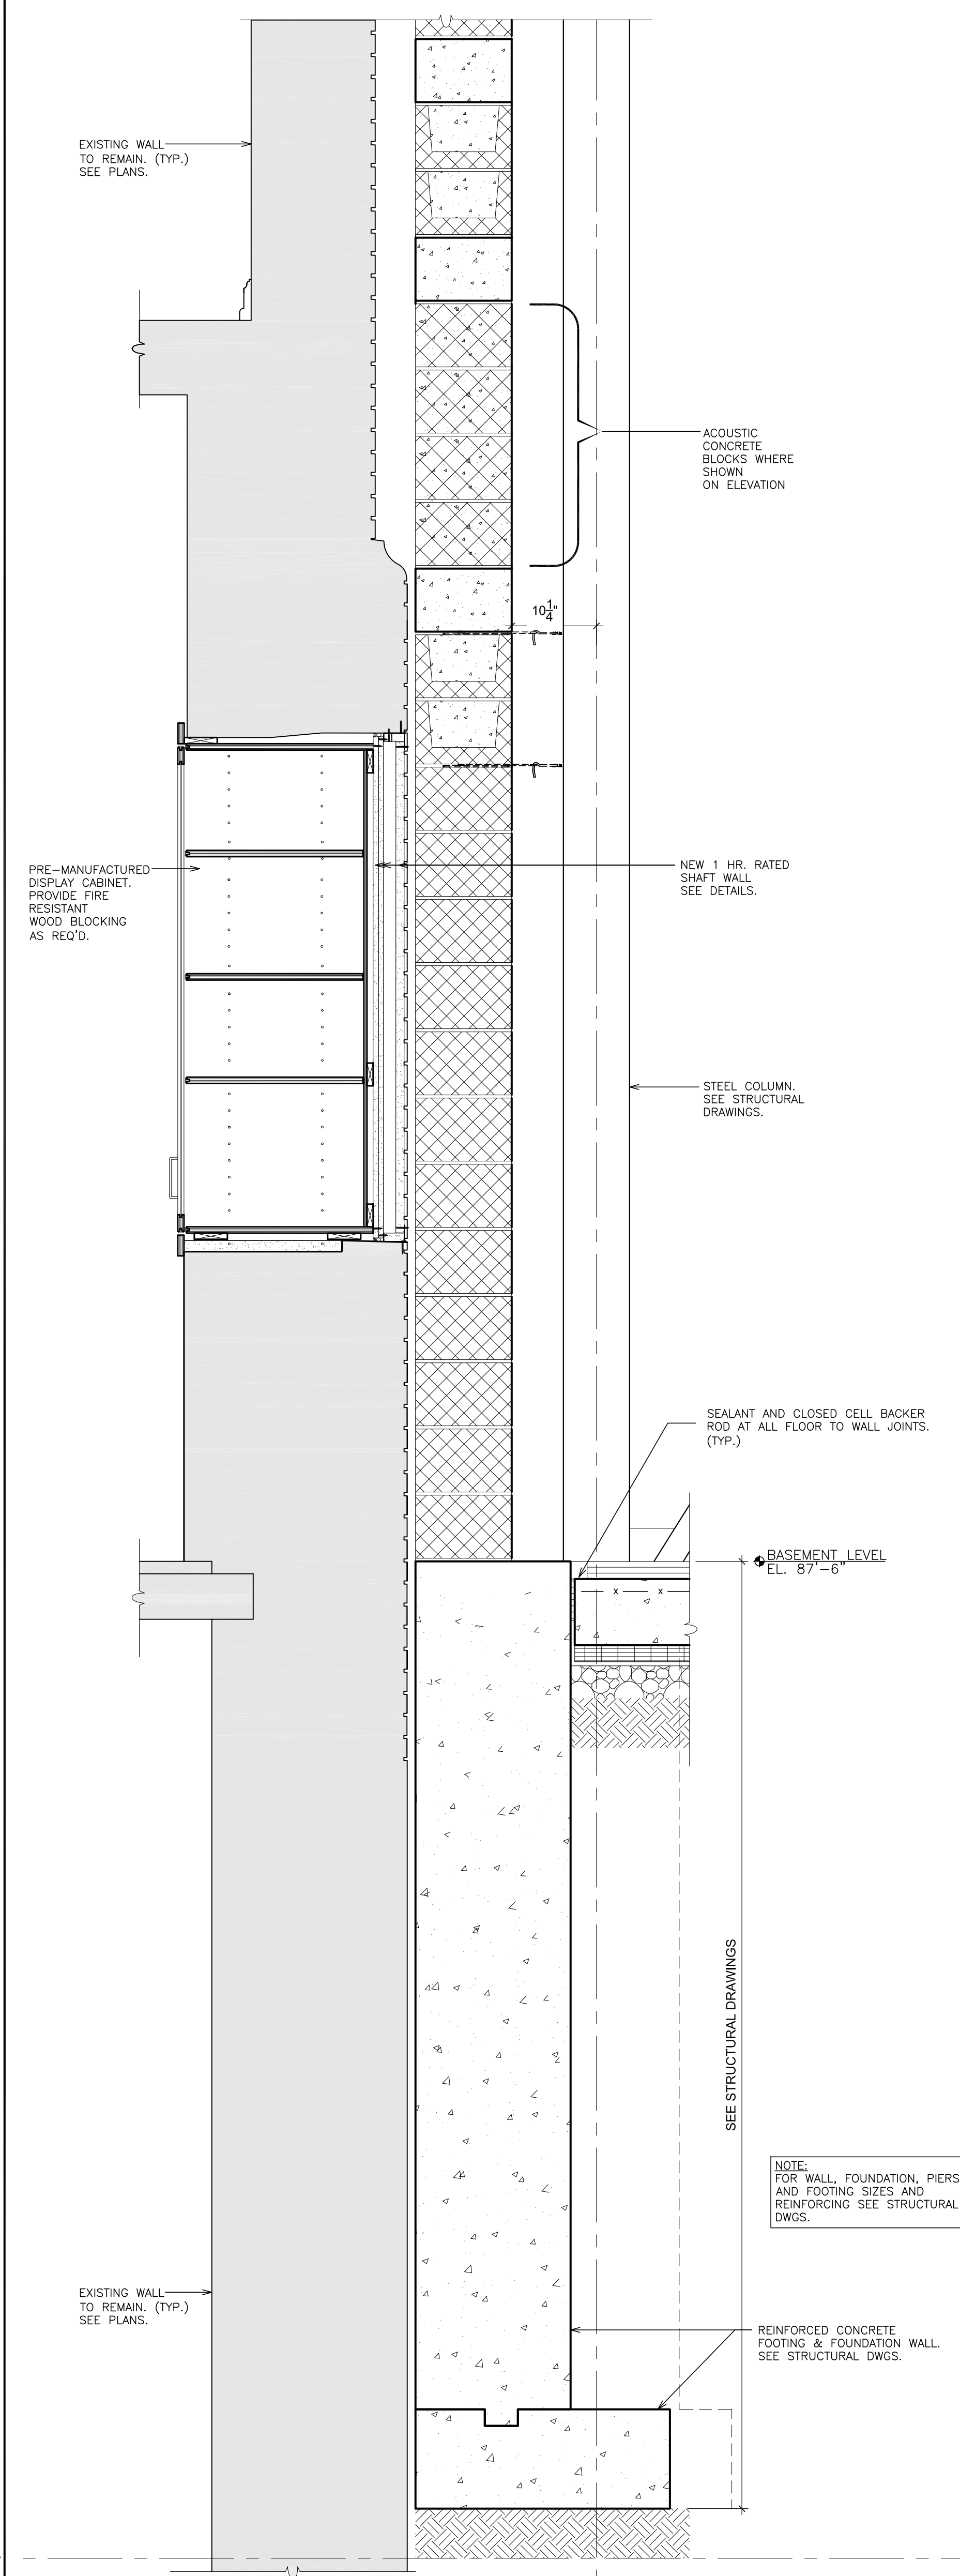 EXISTING WALL
TO REMAIN. (TYP.)
SEE PLANS.
ACOUSTIC
CONCRETE
BLOCKS WHERE
SHOWN
ON ELEVATION
10 1/4"
PRE-MANUFACTURED
DISPLAY CABINET.
PROVIDE FIRE
RESISTANT
WOOD BLOCKING
AS REQ'D.
NEW 1 HR. RATED
SHAFT WALL
SEE DETAILS.
STEEL COLUMN.
SEE STRUCTURAL
DRAWINGS.
SEALANT AND CLOSED CELL BACKER
ROD AT ALL FLOOR TO WALL JOINTS.
(TYP.)
BASEMENT LEVEL
EL. 87'-6"
x x
SEE STRUCTURAL DRAWINGS
NOTE:
FOR WALL, FOUNDATION, PIERS
AND FOOTING SIZES AND
REINFORCING SEE STRUCTURAL
DWGS.
EXISTING WALL
TO REMAIN. (TYP.)
SEE PLANS.
REINFORCED CONCRETE
FOOTING & FOUNDATION WALL.
SEE STRUCTURAL DWGS.